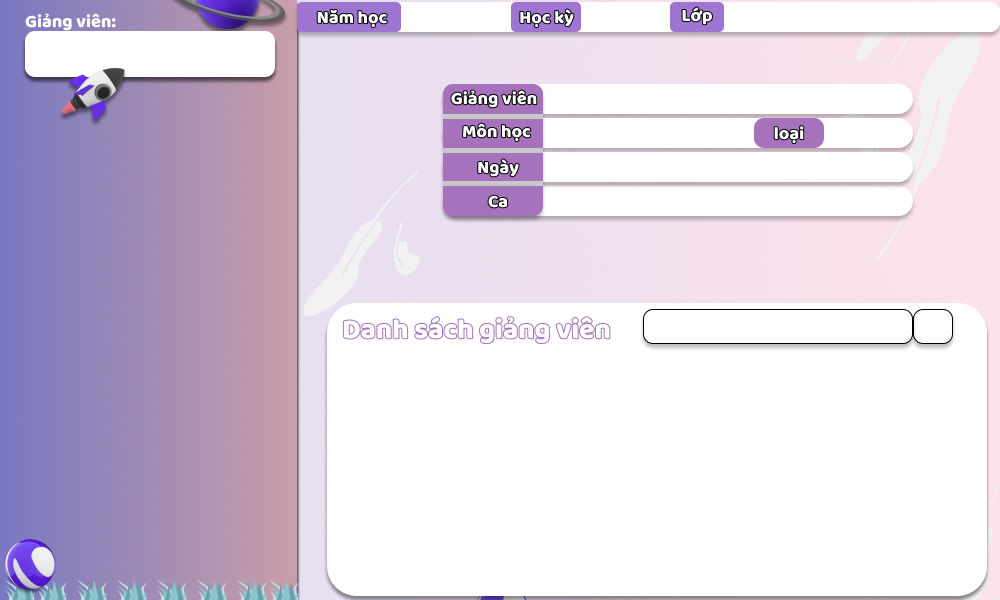 Giảng viên:
Năm học
Học kỳ
Lớp
Giảng viên
Môn học
loại
Ngày
Ca
Danh sách giảng viên